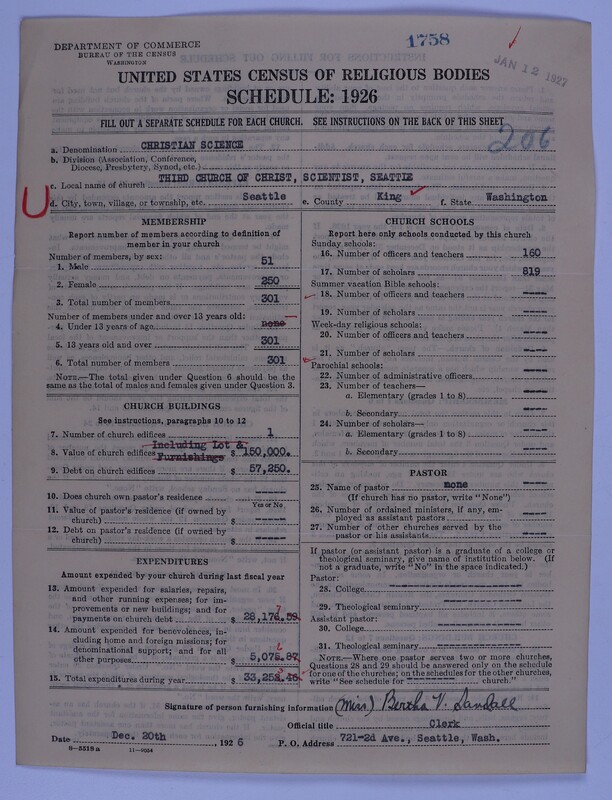 1758
DEPARTMENT OF COMMERCE
BUREAU OF THE CENSUS
WASHINGTON
JAN 12 1927
UNITED STATES CENSUS OF RELIGIOUS BODIES
SCHEDULE: 1926
FILL OUT A SEPARATE SCHEDULE FOR EACH CHURCH. SEE INSTRUCTIONS ON THE BACK OF THIS SHEET
206
a. Denomination CHRISTIAN SCIENCE
b. Division (Association, Conference, Diocese, Presbytery, Synod, etc.)
c. Local name of church THIRD CHURCH OF CHRIST, SCIENTIST, SEATTLE
d. City, town, village, or township, etc. Seattle e. County King f. State Washington
MEMBERSHIP
Report number of members according to definition of member in your church
Number of members, by sex:
1. Male 51
2. Female 250
3. Total number of members 301
Number of members under and over 13 years old:
4. Under 13 years of age none
5. 13 years old and over 301
6. Total number of members 301
NOTE.—The total given under Question 6 should be the same as the total of males and females given under Question 3.
CHURCH BUILDINGS
See instructions, paragraphs 10 to 12
7. Number of church edifices 1
Including Lot &
8. Value of church edifices Furnishings $ 150,000.
9. Debt on church edifices $ 57,250.
10. Does church own pastor's residence -----
Yes or No
11. Value of pastor's residence (if owned by church) $ -----
12. Debt on pastor's residence (if owned by church) $ -----
EXPENDITURES
Amount expended by your church during last fiscal year
13. Amount expended for salaries, repairs, and other running expenses; for improvements or new buildings; and for payments on church debt $ 28,176.59
14. Amount expended for benevolences, including home and foreign missions; for denominational support; and for all other purposes $ 5,075.87
15. Total expenditures during year $ 33,252.46
CHURCH SCHOOLS
Report here only schools conducted by this church
Sunday schools:
16. Number of officers and teachers 160
17. Number of scholars 819
Summer vacation Bible schools:
18. Number of officers and teachers ----
19. Number of scholars ----
Week-day religious schools:
20. Number of officers and teachers ----
21. Number of scholars ----
Parochial schools:
22. Number of administrative officers ----
23. Number of teachers—
a. Elementary (grades 1 to 8) ----
b. Secondary ----
24. Number of scholars—
a. Elementary (grades 1 to 8) ----
b. Secondary ----
PASTOR
25. Name of pastor none
(If church has no pastor, write "None")
26. Number of ordained ministers, if any, employed as assistant pastors ----
27. Number of other churches served by the pastor or his assistants ----
If pastor (or assistant pastor) is a graduate of a college or theological seminary, give name of institution below. (If not a graduate, write "No" in the space indicated.)
Pastor:
28. College
29. Theological seminary
Assistant pastor:
30. College
31. Theological seminary
NOTE.—Where one pastor serves two or more churches, Questions 28 and 29 should be answered only on the schedule for one of the churches; on the schedules for the other churches, write "See schedule for ---------- church."
Signature of person furnishing information (Miss) Bertha V. Landall
Official title Clerk
Date Dec. 20th, 1926 P. O. Address 721-2d Ave., Seattle, Wash.
9-5518a 11-9024